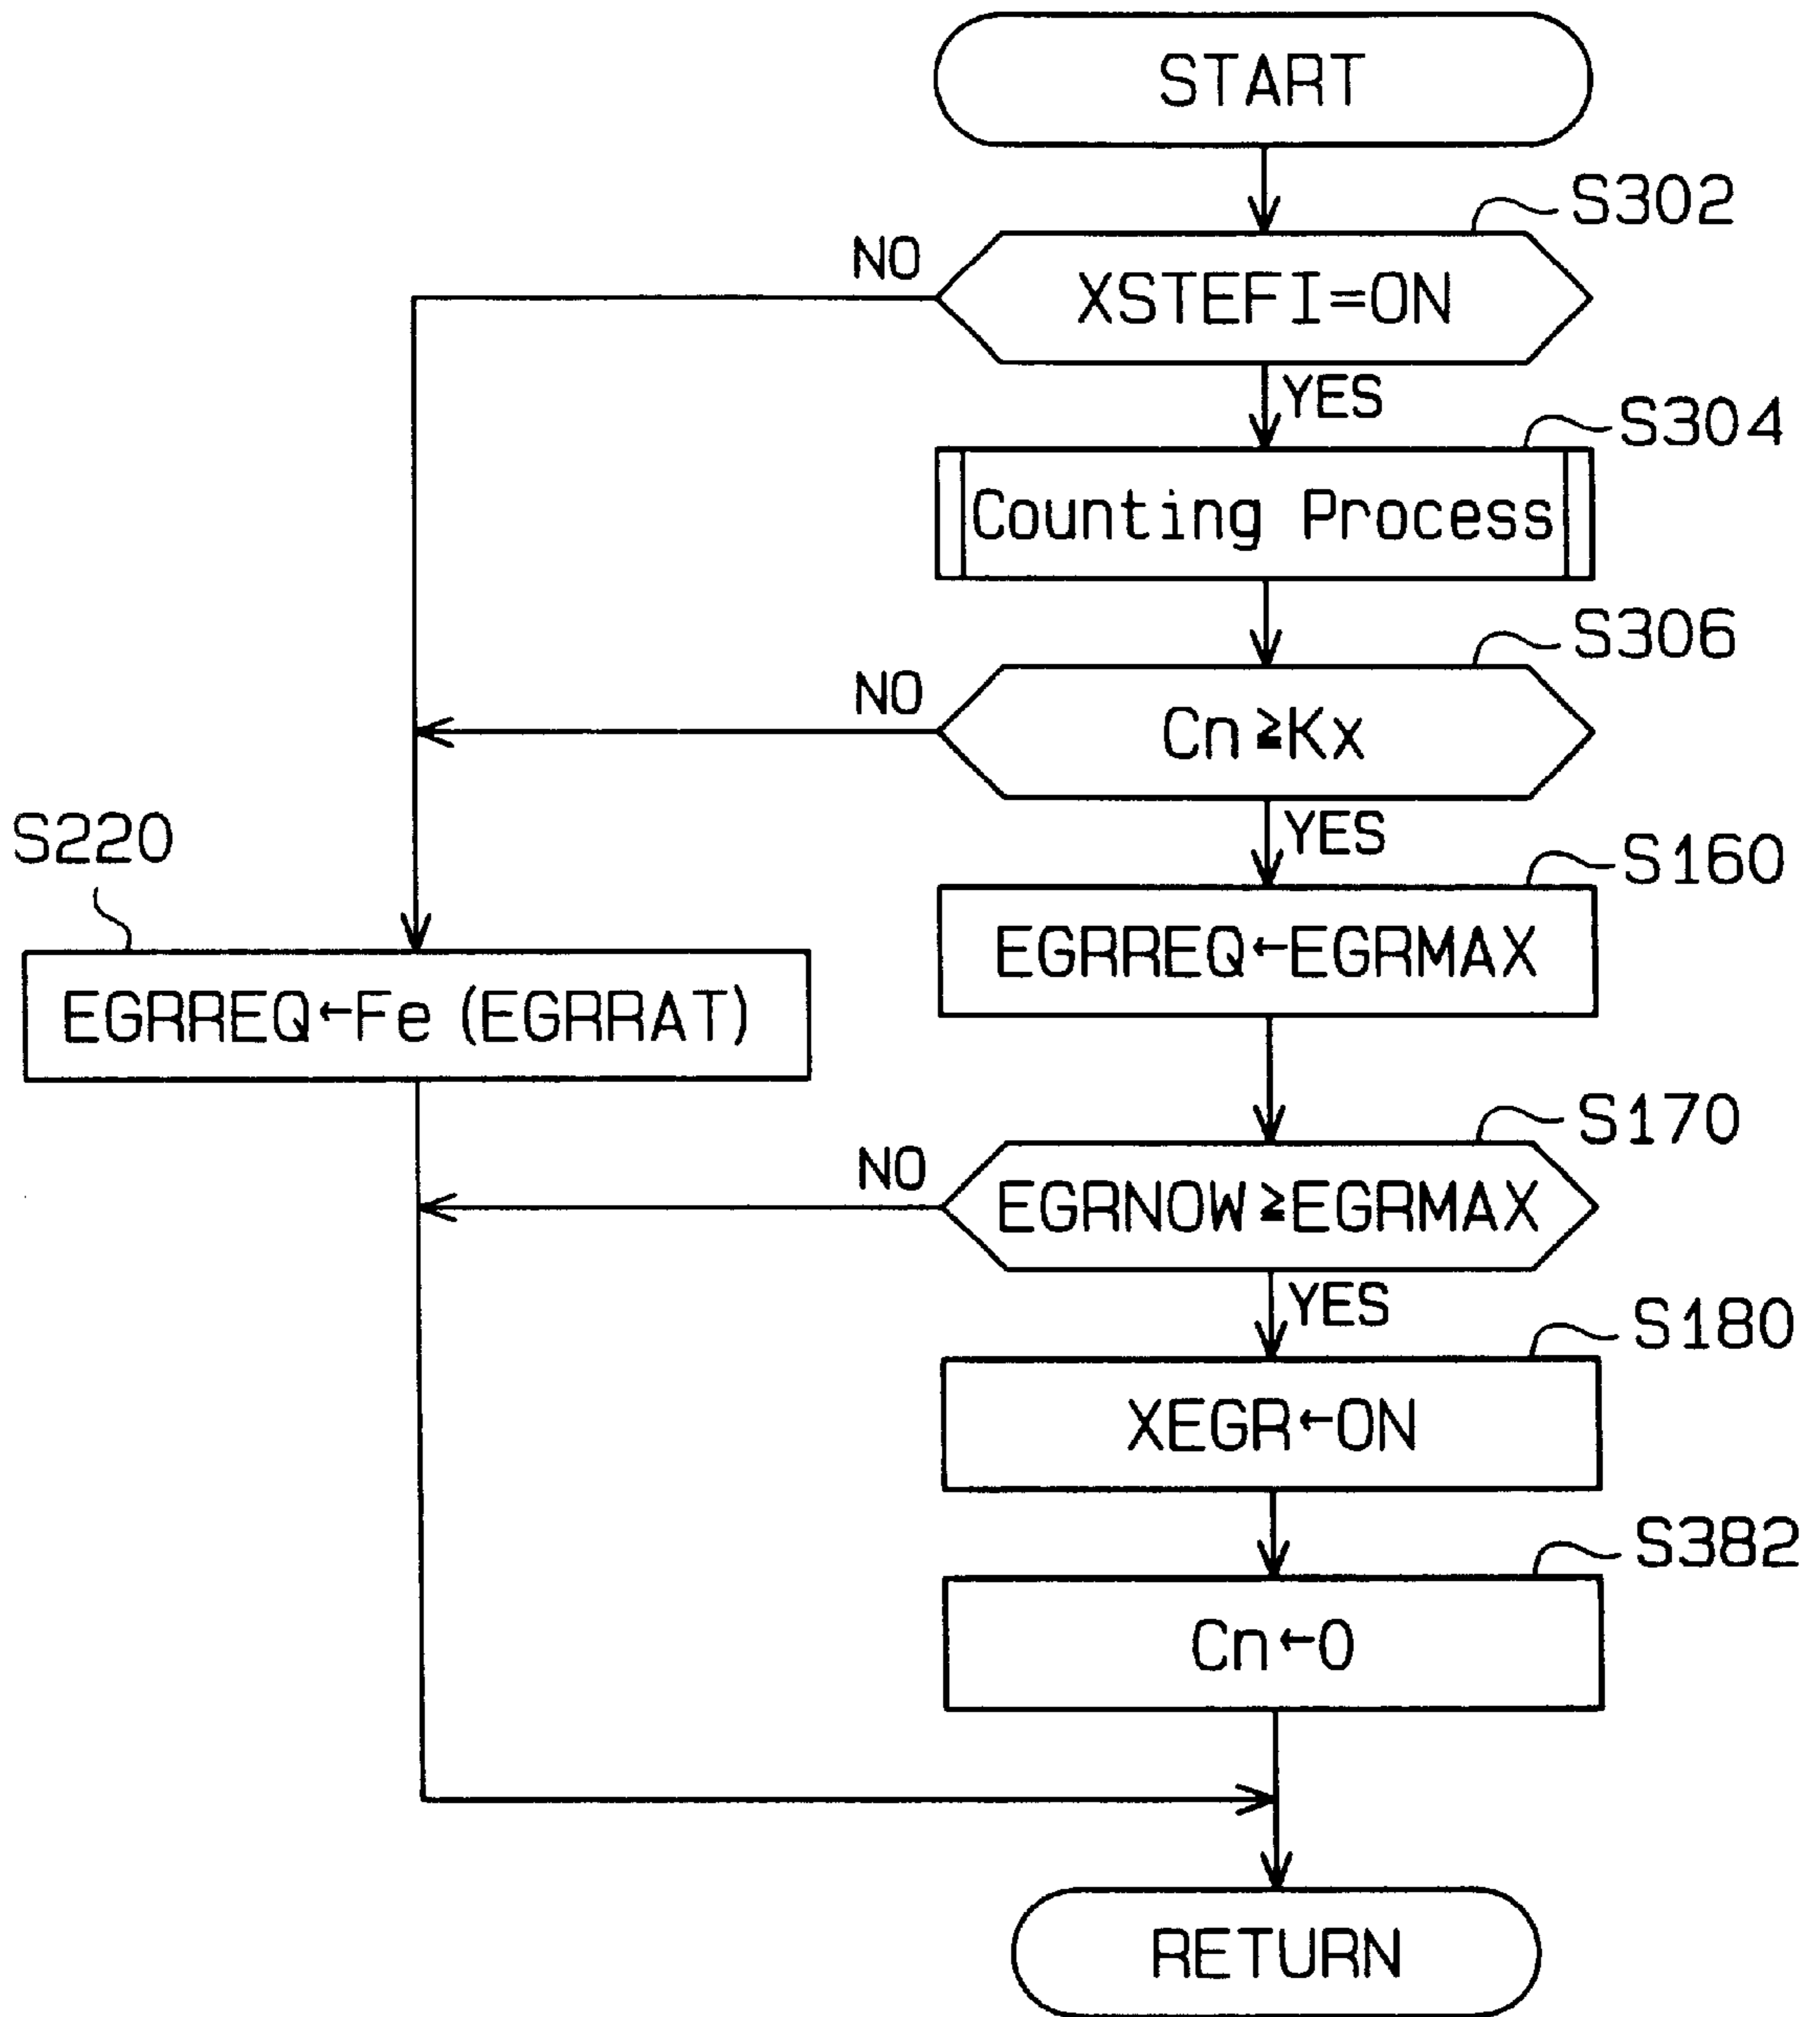 START
S302
NO
XSTEFI=ON
YES
S304
Counting Process
S306
NO
Cn≧Kx
YES
S220
S160
EGRREQ←EGRMAX
EGRREQ←Fe (EGRRAT)
S170
NO
EGRNOW≧EGRMAX
YES
S180
XEGR←ON
S382
Cn←0
RETURN